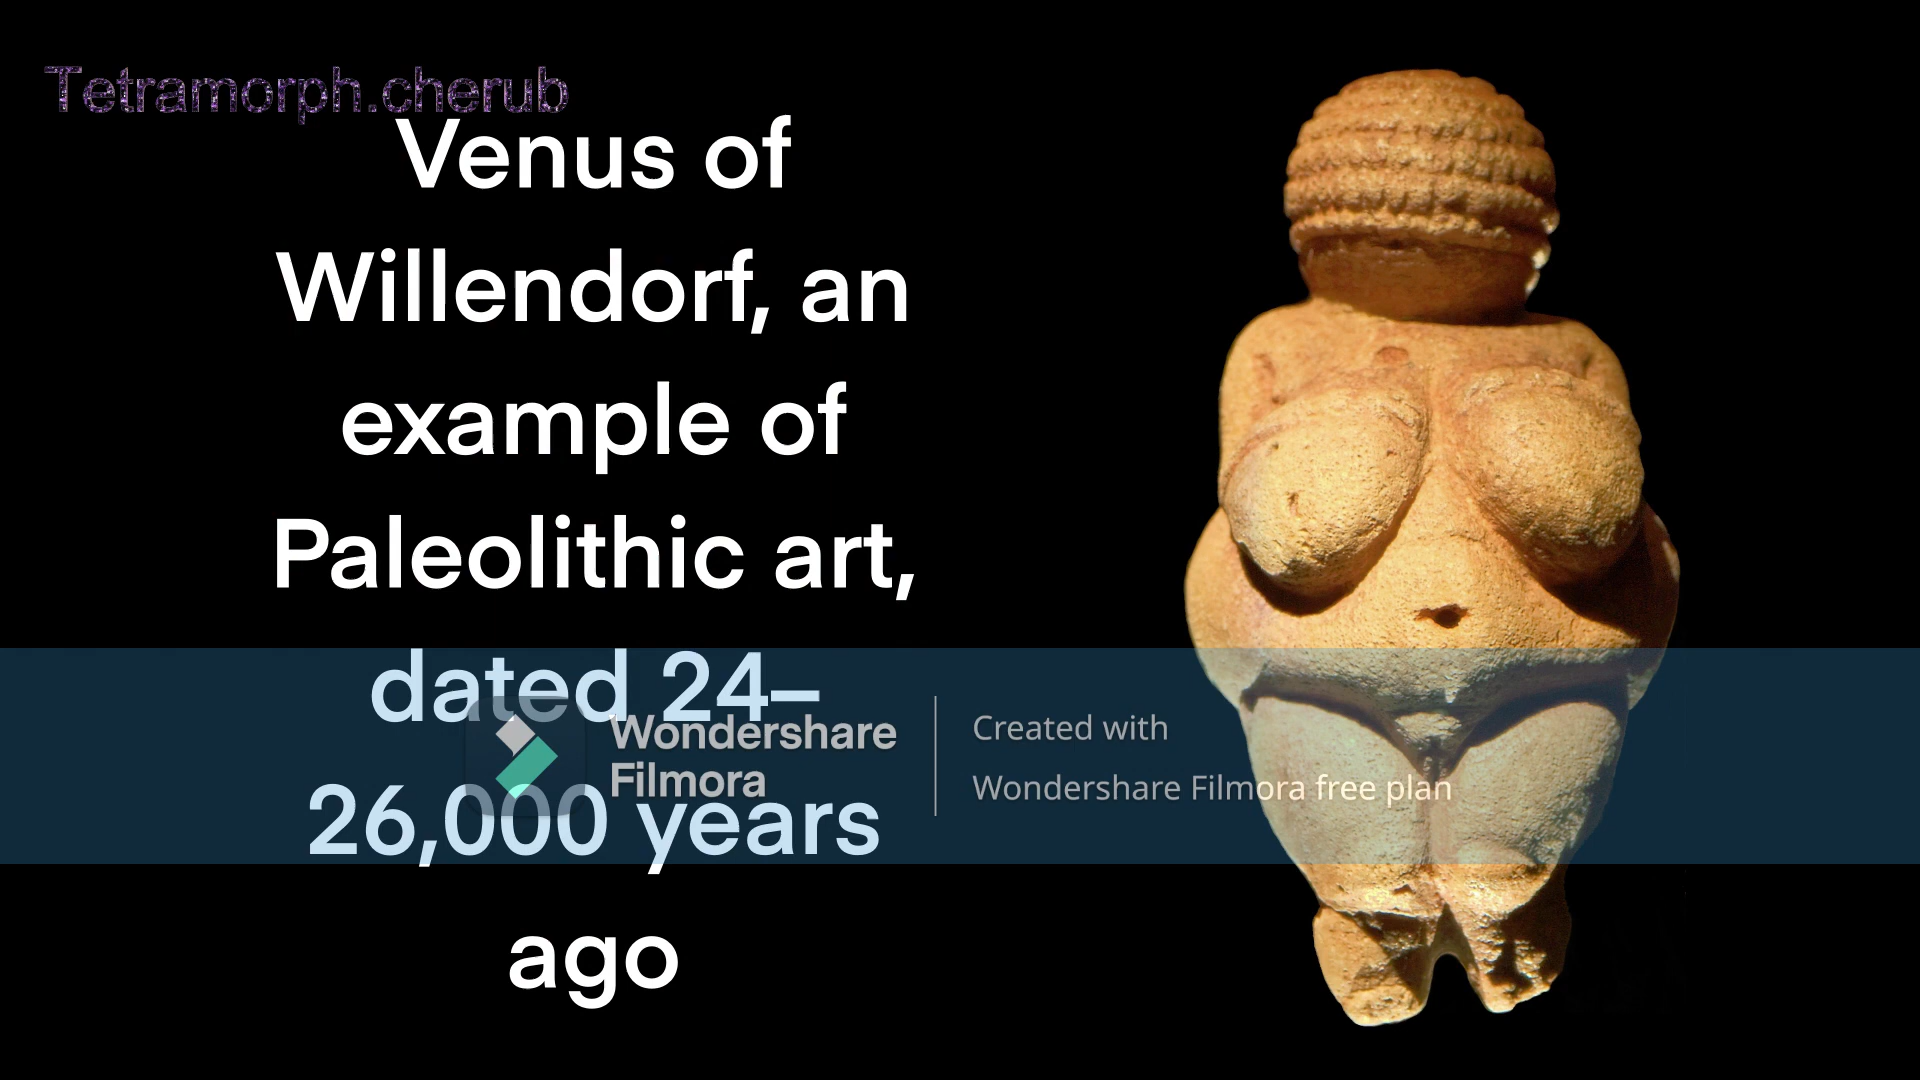 Tetramorph.cherub
Venus of
Willendorf, an
example of
Paleolithic art,
dated 24–
26,000 years
ago
Wondershare
Filmora
Created with
Wondershare Filmora free plan